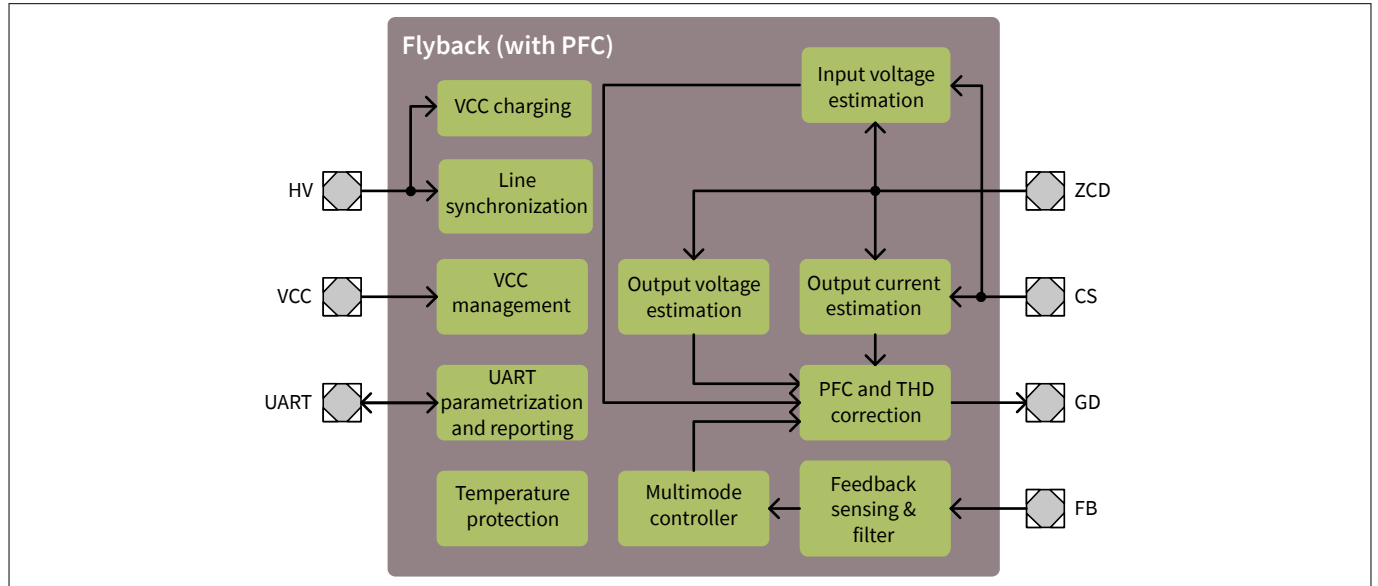 Flyback (with PFC)
Input voltage
estimation
VCC charging
HV
Line
synchronization
ZCD
VCC
VCC
management
Output voltage
estimation
Output current
estimation
CS
UART
UART
parametrization
and reporting
PFC and THD
correction
GD
Temperature
protection
Multimode
controller
Feedback
sensing &
filter
FB